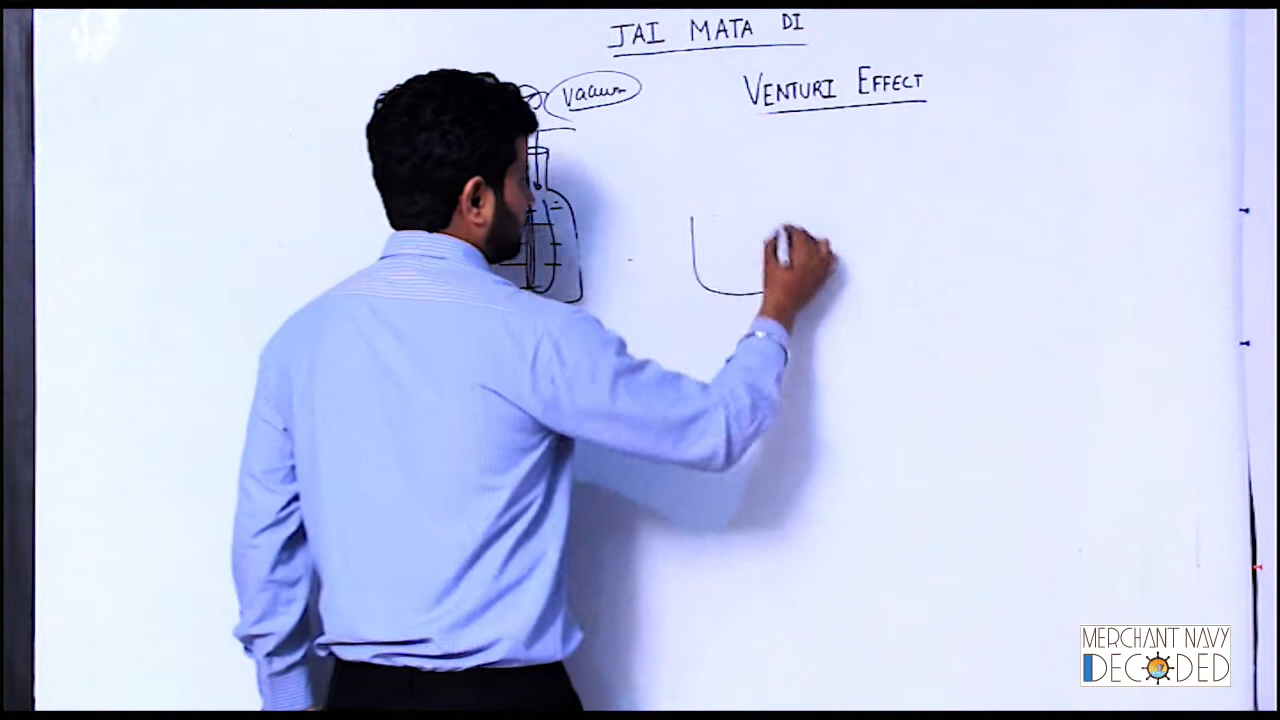 JAI MATA DI
VENTURI EFFECT
Vacuum
MERCHANT NAVY
DECODED